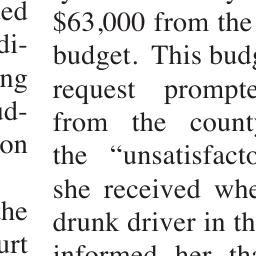 ed
di-
ng
ud-
on
the
urt
$63,000 from the
budget. This budg
request prompte
from the county
the “unsatisfacto
she received whe
drunk driver in th
informed her tha